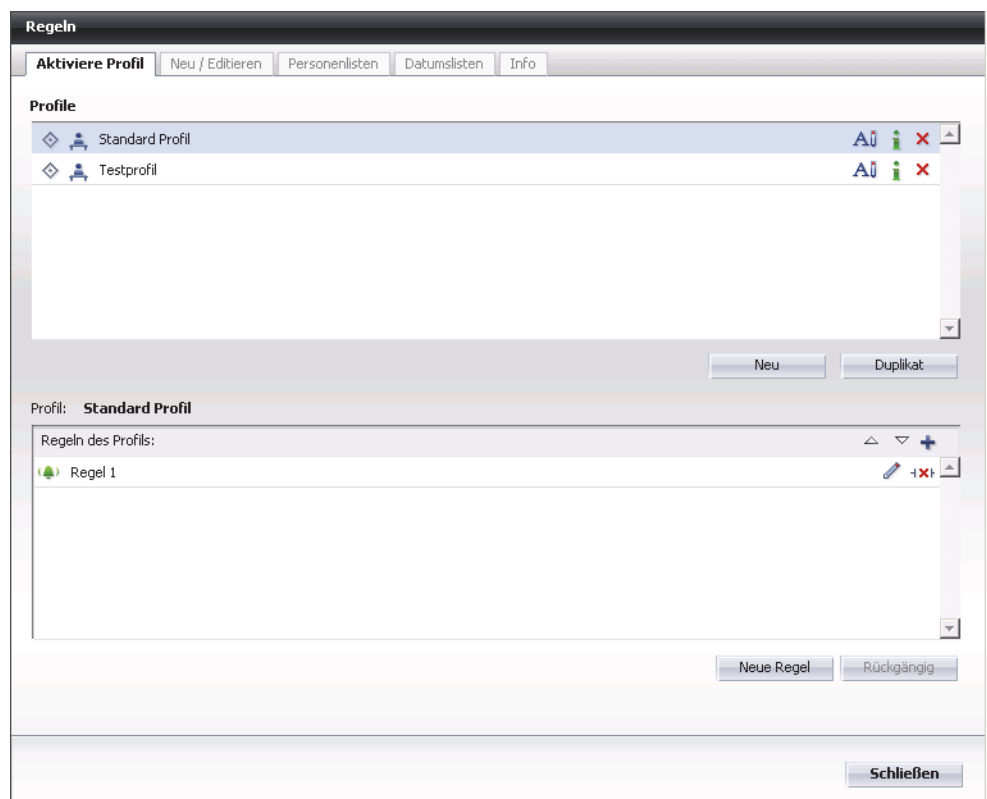 Regeln
Aktiviere Profil Neu / Editieren Personenlisten Datumslisten Info
Profile
Standard Profil
Testprofil
Neu Duplikat
Profil: Standard Profil
Regeln des Profils:
Regel 1
Neue Regel Rückgängig
Schließen